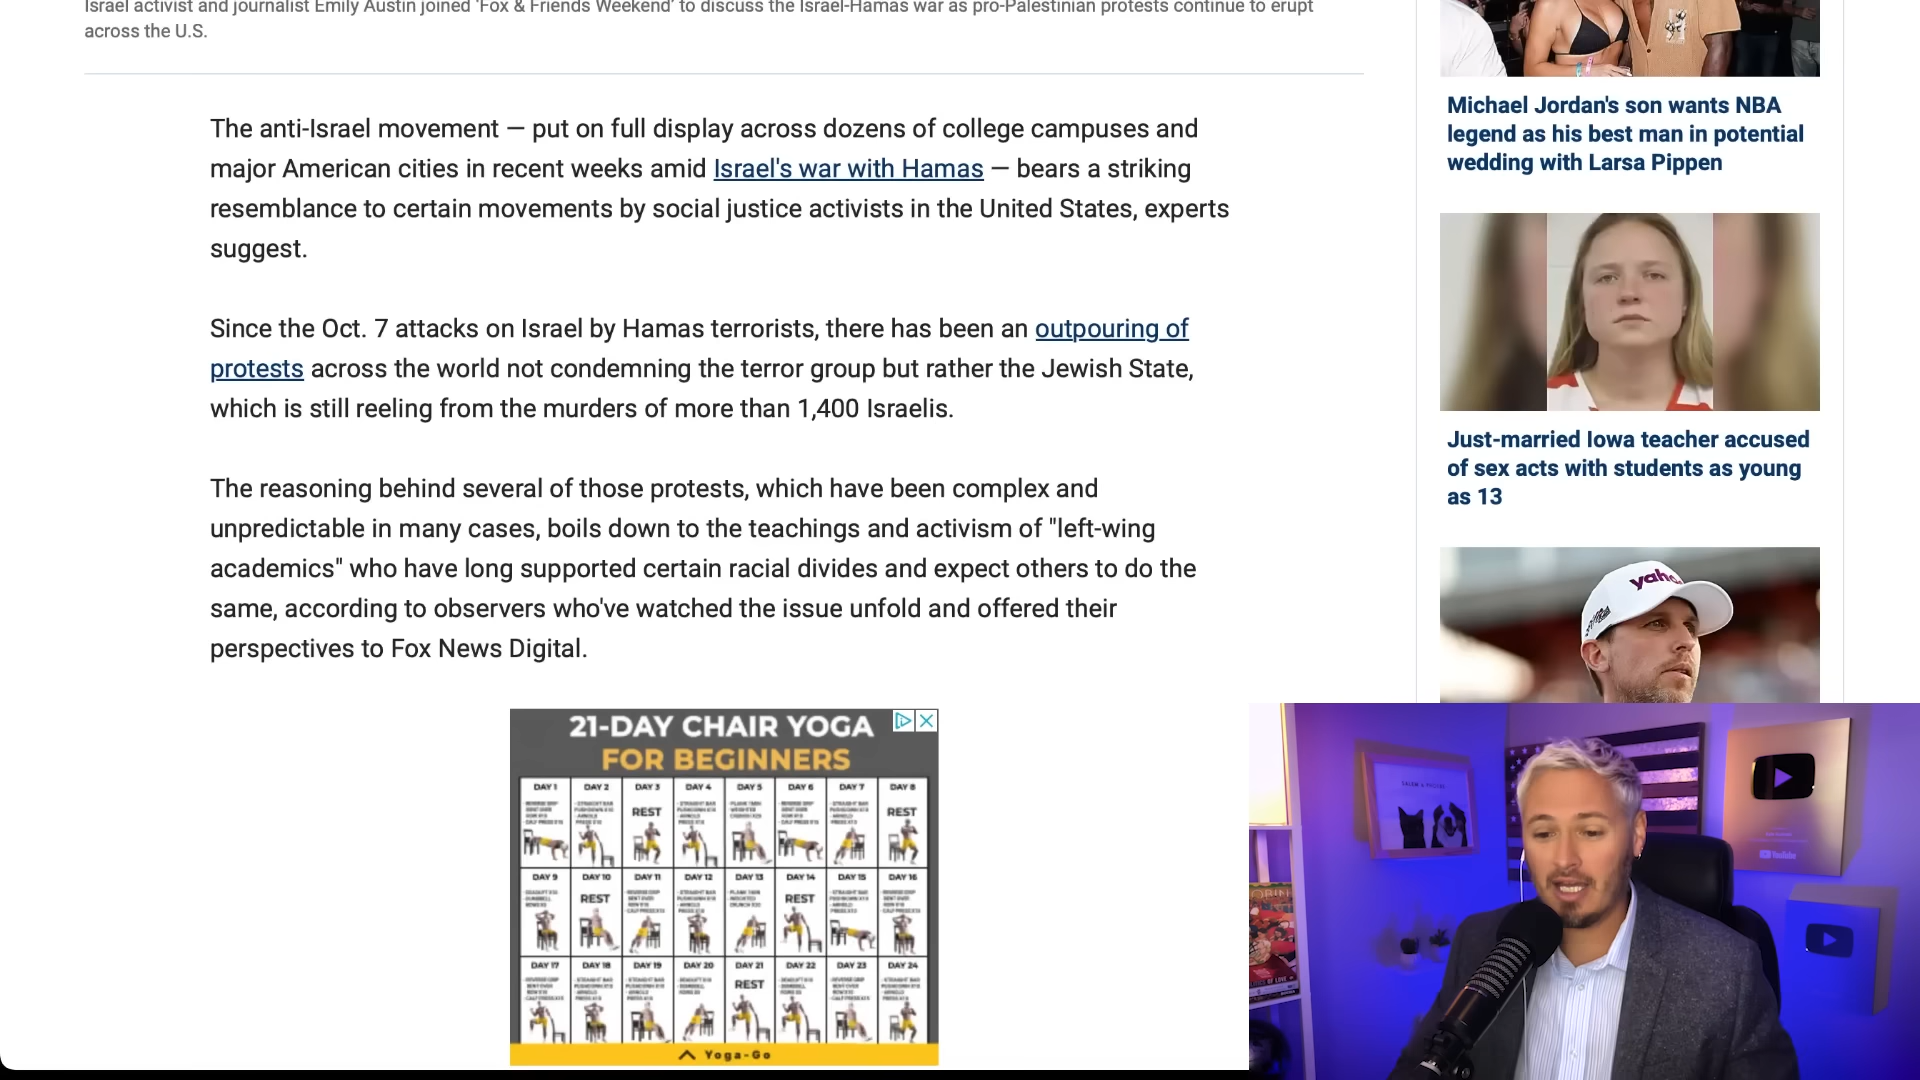 Israel activist and journalist Emily Austin joined 'Fox & Friends Weekend' to discuss the Israel-Hamas war as pro-Palestinian protests continue to erupt
across the U.S.
The anti-Israel movement — put on full display across dozens of college campuses and
major American cities in recent weeks amid Israel's war with Hamas — bears a striking
resemblance to certain movements by social justice activists in the United States, experts
suggest.
Since the Oct. 7 attacks on Israel by Hamas terrorists, there has been an outpouring of
protests across the world not condemning the terror group but rather the Jewish State,
which is still reeling from the murders of more than 1,400 Israelis.
The reasoning behind several of those protests, which have been complex and
unpredictable in many cases, boils down to the teachings and activism of "left-wing
academics" who have long supported certain racial divides and expect others to do the
same, according to observers who've watched the issue unfold and offered their
perspectives to Fox News Digital.
21-DAY CHAIR YOGA
FOR BEGINNERS
DAY 1 DAY 2 DAY 3 DAY 4 DAY 5 DAY 6 DAY 7 DAY 8
REST REST
DAY 9 DAY 10 DAY 11 DAY 12 DAY 13 DAY 14 DAY 15 DAY 16
REST REST
DAY 17 DAY 18 DAY 19 DAY 20 DAY 21 DAY 22 DAY 23 DAY 24
REST
Yoga-Go
Michael Jordan's son wants NBA
legend as his best man in potential
wedding with Larsa Pippen
Just-married Iowa teacher accused
of sex acts with students as young
as 13
YouTube